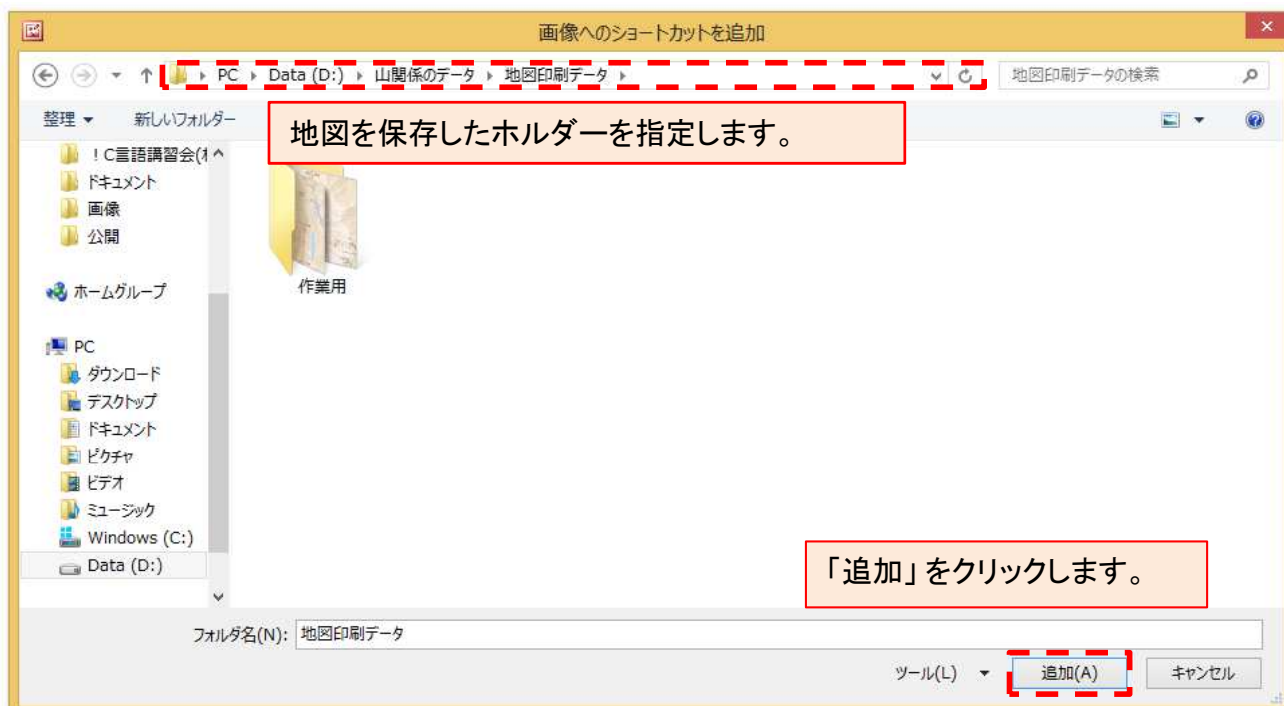 画像へのショートカットを追加
PC ▸ Data (D:) ▸ 山関係のデータ ▸ 地図印刷データ ▸
地図印刷データの検索
整理 ▼ 新しいフォルダー
地図を保存したホルダーを指定します。
！C言語講習会(
ドキュメント
画像
公開
作業用
ホームグループ
PC
ダウンロード
デスクトップ
ドキュメント
ピクチャ
ビデオ
ミュージック
Windows (C:)
Data (D:)
「追加」をクリックします。
フォルダ名(N): 地図印刷データ
ツール(L) ▼ 追加(A) キャンセル